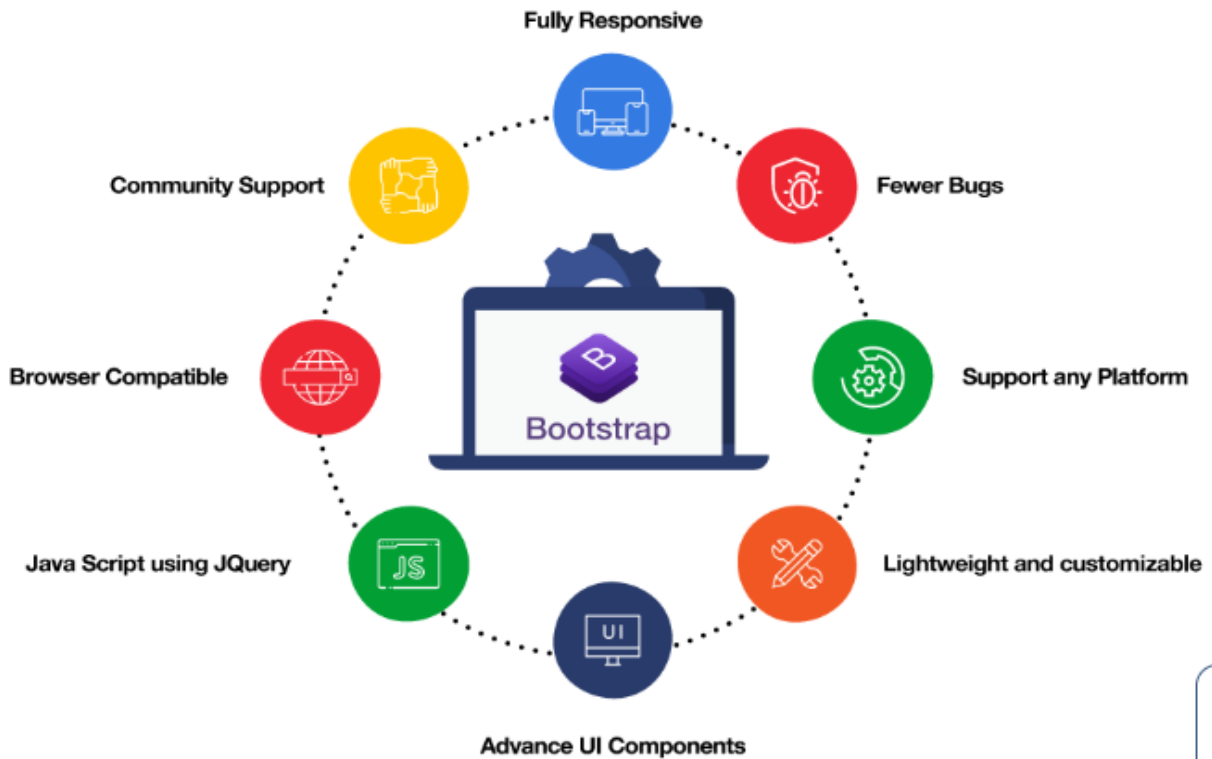 Fully Responsive
Community Support
Fewer Bugs
B
Bootstrap
Browser Compatible
Support any Platform
Java Script using JQuery
JS
Lightweight and customizable
UI
Advance UI Components